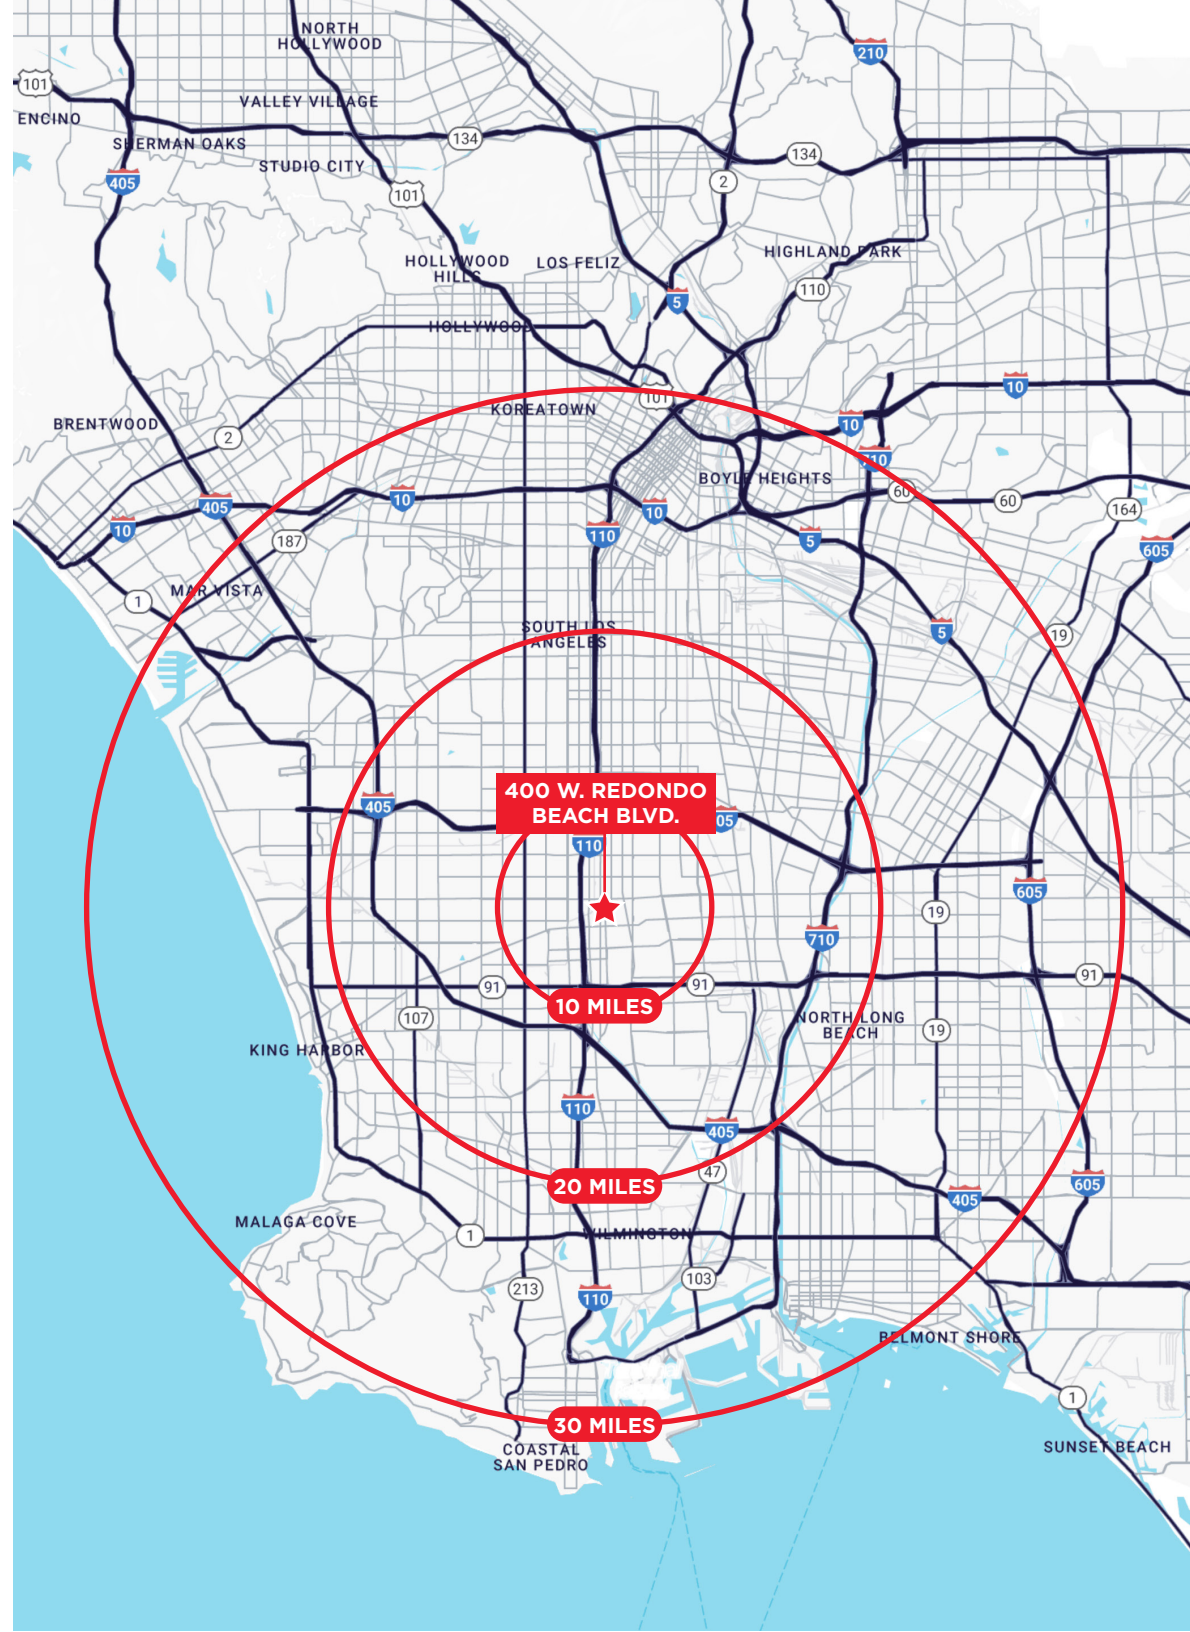 NORTH
HOLLYWOOD
210
101
VALLEY VILLAGE
ENCINO
SHERMAN OAKS
134
134
STUDIO CITY
405
101
2
HIGHLAND PARK
HOLLYWOOD
HILLS
LOS FELIZ
110
5
HOLLYWOOD
10
101
KOREATOWN
BRENTWOOD
10
2
710
BOYLE HEIGHTS
60
60
10
405
10
164
10
110
187
5
605
MAR VISTA
1
SOUTH LOS
ANGELES
5
19
400 W. REDONDO
BEACH BLVD.
405
05
110
605
19
710
91
91
91
10 MILES
107
NORTH LONG
BEACH
19
KING HARBOR
110
405
47
20 MILES
605
405
MALAGA COVE
1
WILMINGTON
103
213
110
BELMONT SHORE
1
30 MILES
COASTAL
SAN PEDRO
SUNSET BEACH